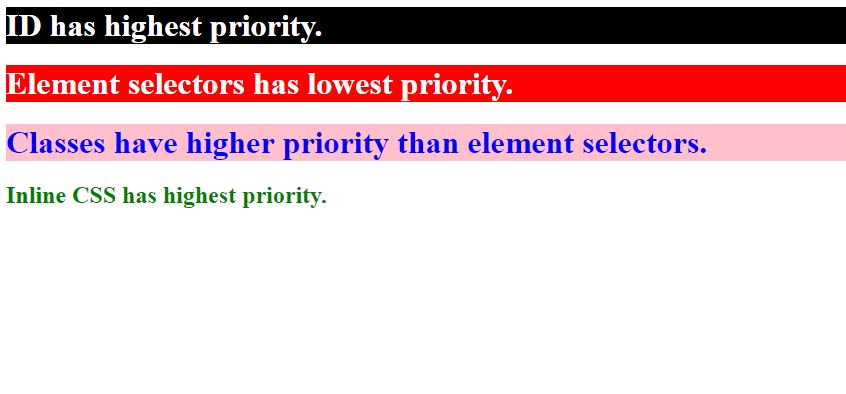 ID has highest priority.
Element selectors has lowest priority.
Classes have higher priority than element selectors.
Inline CSS has highest priority.